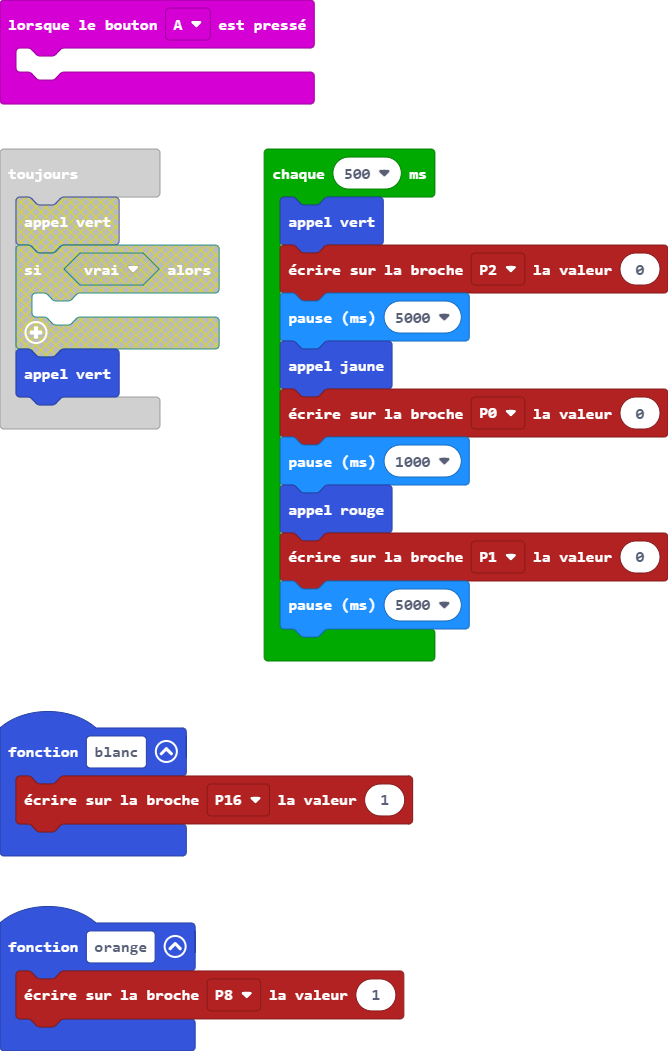 lorsque le bouton A est pressé
toujours
appel vert
si vrai alors
appel vert
chaque 500 ms
appel vert
écrire sur la broche P2 la valeur 0
pause (ms) 5000
appel jaune
écrire sur la broche P0 la valeur 0
pause (ms) 1000
appel rouge
écrire sur la broche P1 la valeur 0
pause (ms) 5000
fonction blanc
écrire sur la broche P16 la valeur 1
fonction orange
écrire sur la broche P8 la valeur 1